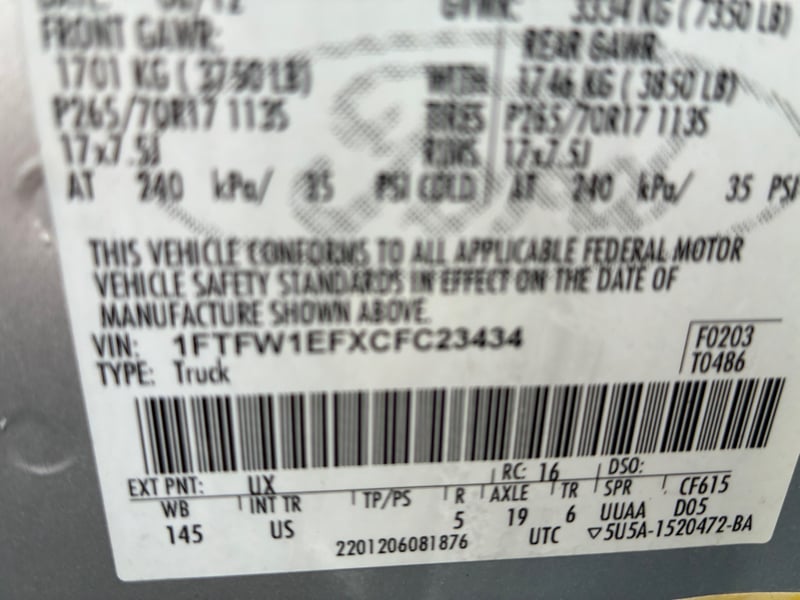 GVWR: 3334 KG (7350 LB)
FRONT GAWR: REAR GAWR
1701 KG (3750 LB) WITH 1746 KG (3850 LB)
P265/70R17 113S TIRES P265/70R17 113S
17x7.5J RIMS 17x7.5J
AT 240 kPa/ 35 PSI COLD AT 240 kPa/ 35 PSI
THIS VEHICLE CONFORMS TO ALL APPLICABLE FEDERAL MOTOR
VEHICLE SAFETY STANDARDS IN EFFECT ON THE DATE OF
MANUFACTURE SHOWN ABOVE.
VIN: 1FTFW1EFXCFC23434 F0203
TYPE: Truck T0486
EXT PNT: UX RC: 16 DSO:
WB INT TR TP/PS R AXLE TR SPR CF615
145 US 5 19 6 UUAA D05
2201206081876 UTC ▽5U5A-1520472-BA